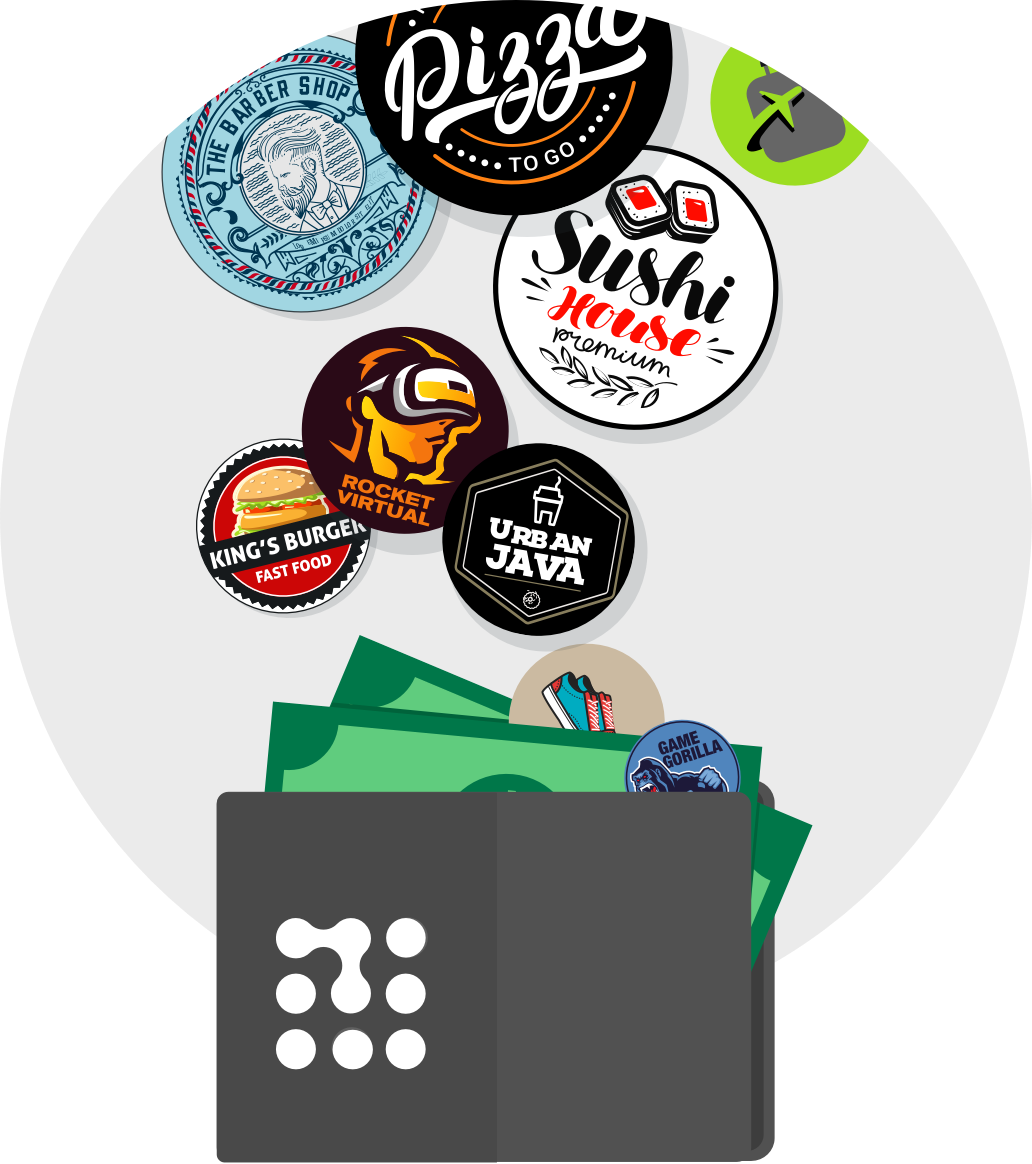 Pizza
TO GO
THE BARBER SHOP
Sushi
House
premium
ROCKET
VIRTUAL
KING'S BURGER
FAST FOOD
URBAN
JAVA
GAME
GORILLA